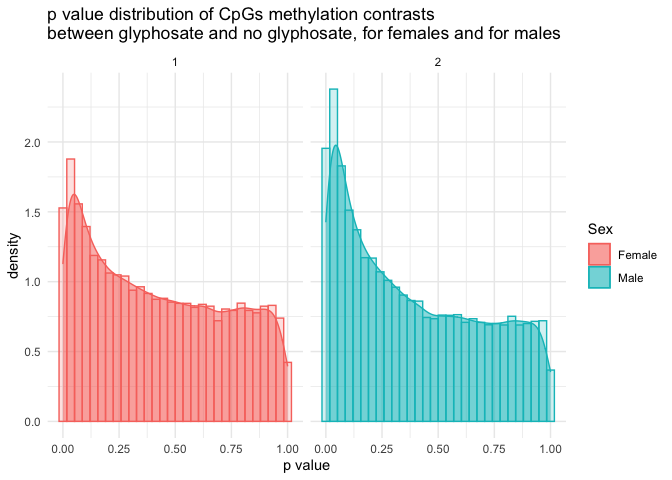 p value distribution of CpGs methylation contrasts
between glyphosate and no glyphosate, for females and for males
1
2
density
2.0
1.5
1.0
0.5
0.0
0.00
0.25
0.50
0.75
1.00
0.00
0.25
0.50
0.75
1.00
p value
Sex
Female
Male